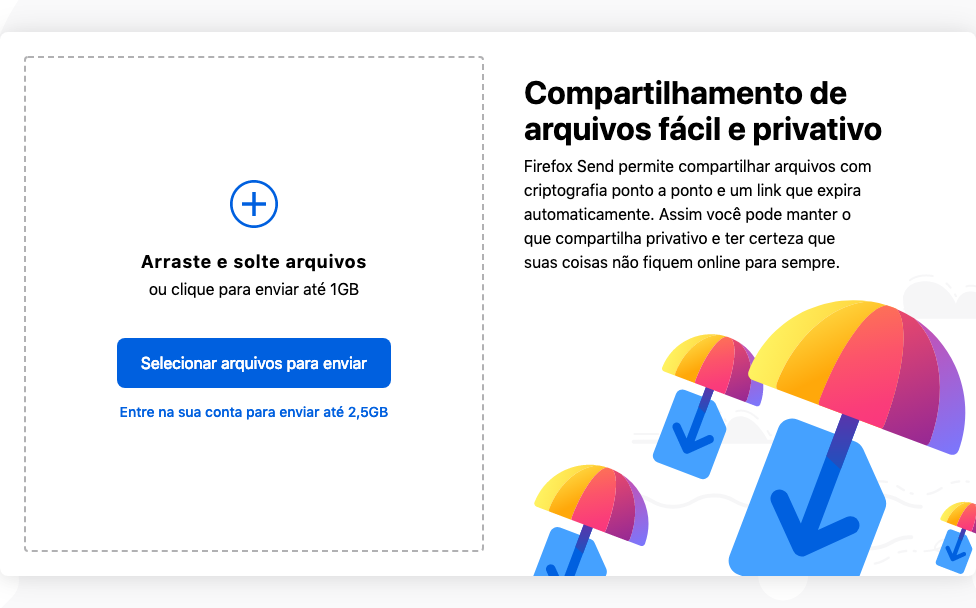 Arraste e solte arquivos
ou clique para enviar até 1GB
Selecionar arquivos para enviar
Entre na sua conta para enviar até 2,5GB
Compartilhamento de
arquivos fácil e privativo
Firefox Send permite compartilhar arquivos com
criptografia ponto a ponto e um link que expira
automaticamente. Assim você pode manter o
que compartilha privativo e ter certeza que
suas coisas não fiquem online para sempre.